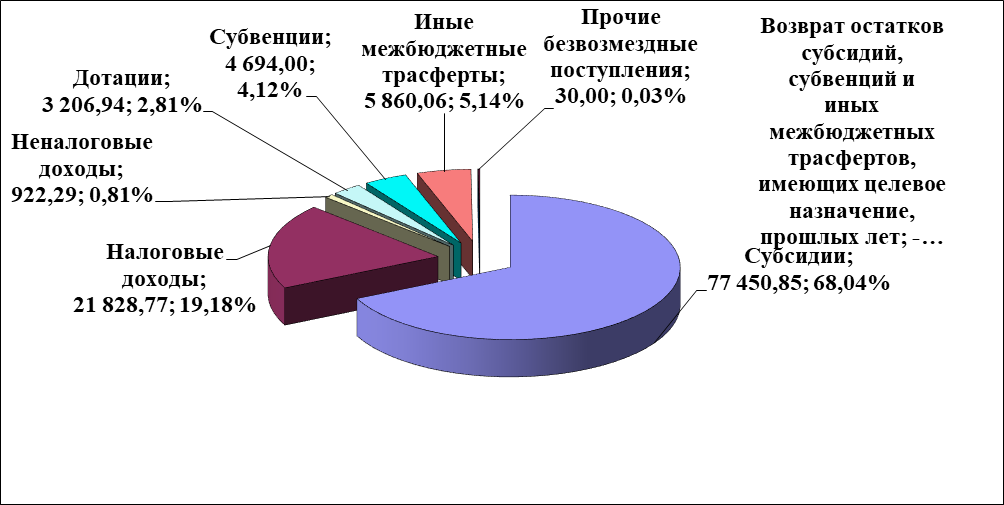 Налоговые
доходы;
21 828,77; 19,18%
Неналоговые
доходы;
922,29; 0,81%
Дотации;
3 206,94; 2,81%
Субвенции;
4 694,00;
4,12%
Иные
межбюджетные
трасферты;
5 860,06; 5,14%
Прочие
безвозмездные
поступления;
30,00; 0,03%
Возврат остатков
субсидий,
субвенций и
иных
межбюджетных
трасфертов,
имеющих целевое
назначение,
прошлых лет; -…
Субсидии;
77 450,85; 68,04%